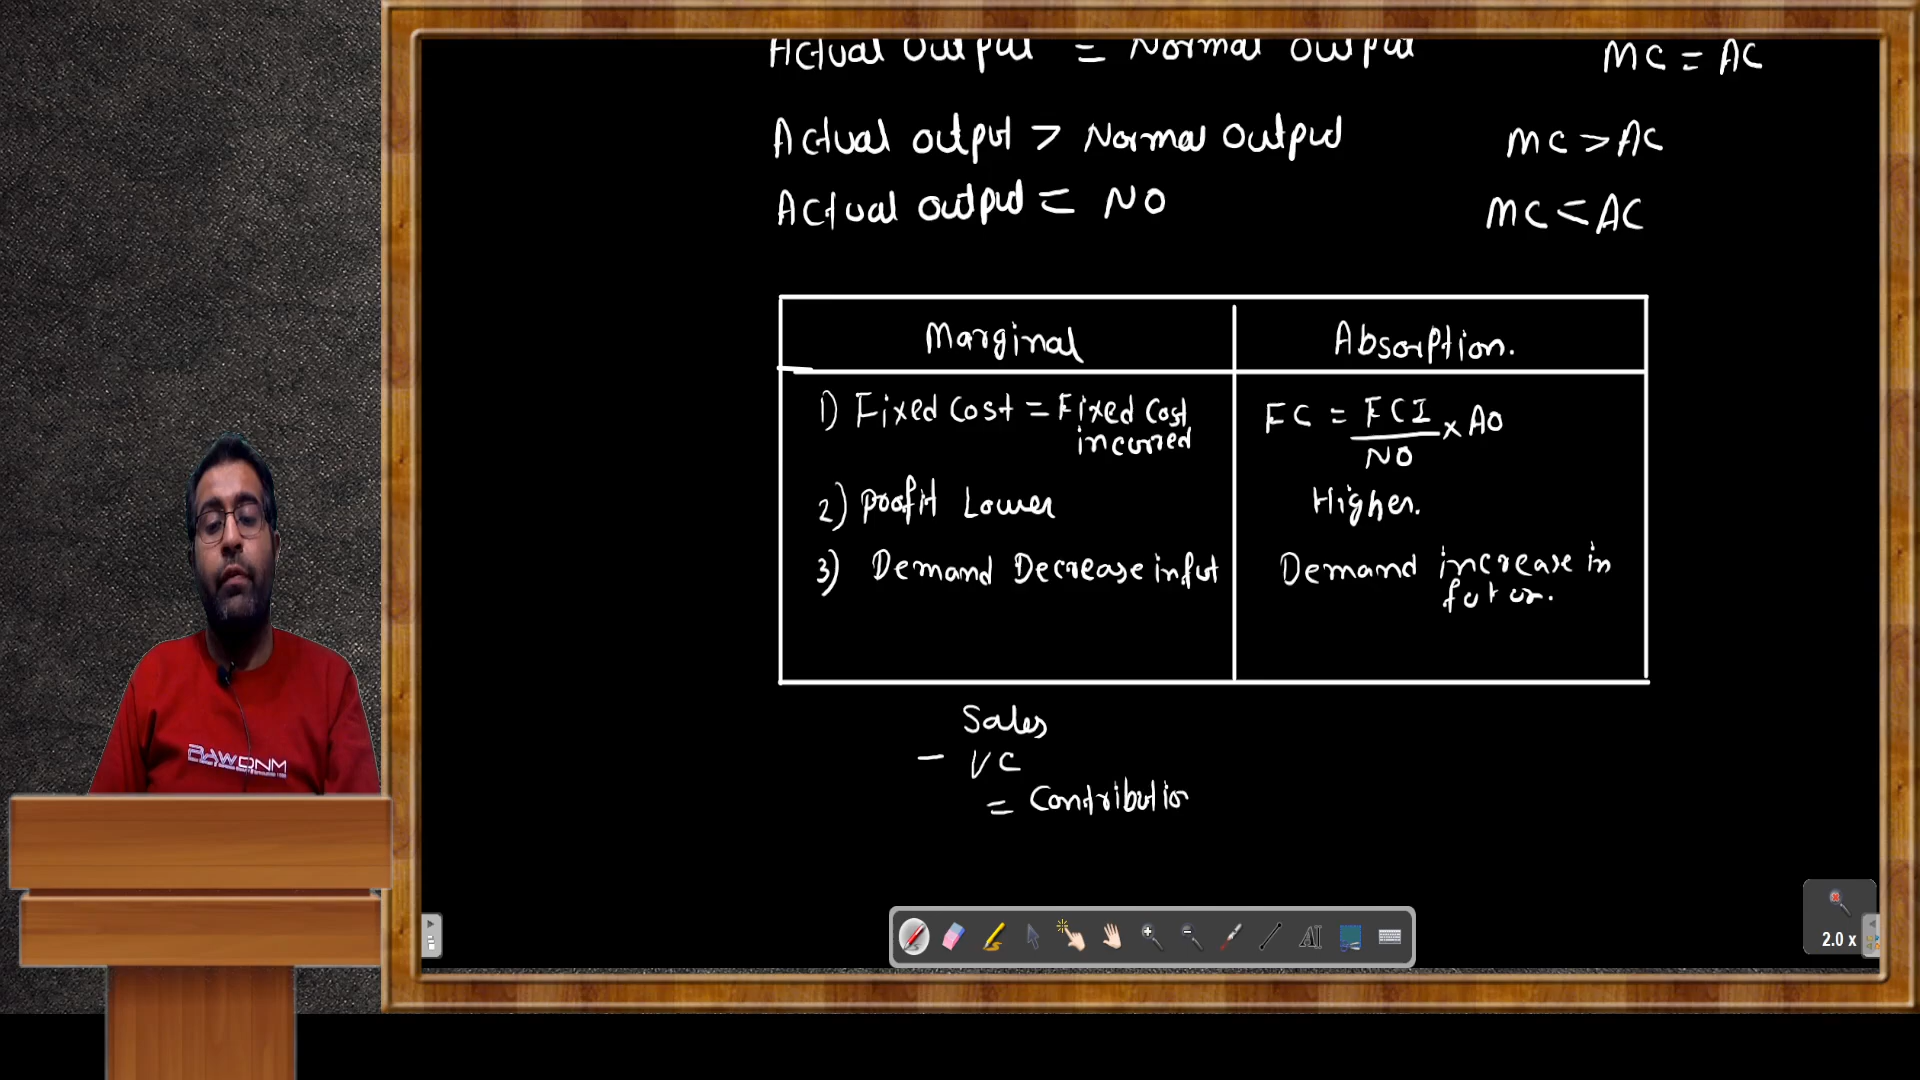 Actual output = Normal output MC = AC
Actual output > Normal Output MC > AC
Actual output = NO MC < AC
Marginal Absorption.
1) Fixed Cost = Fixed Cost FC = FCI × AO
incurred NO
2) Profit Lower Higher.
3) Demand Decrease in fut Demand increase in
Sales
- VC
= Contributio
RAWDNM
AI
2.0 x